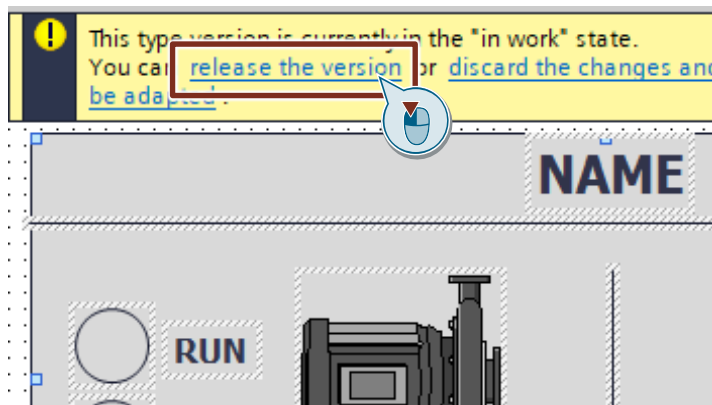 This type version is currently in the "in work" state.
You can release the version or discard the changes and
be adapted .
NAME
RUN